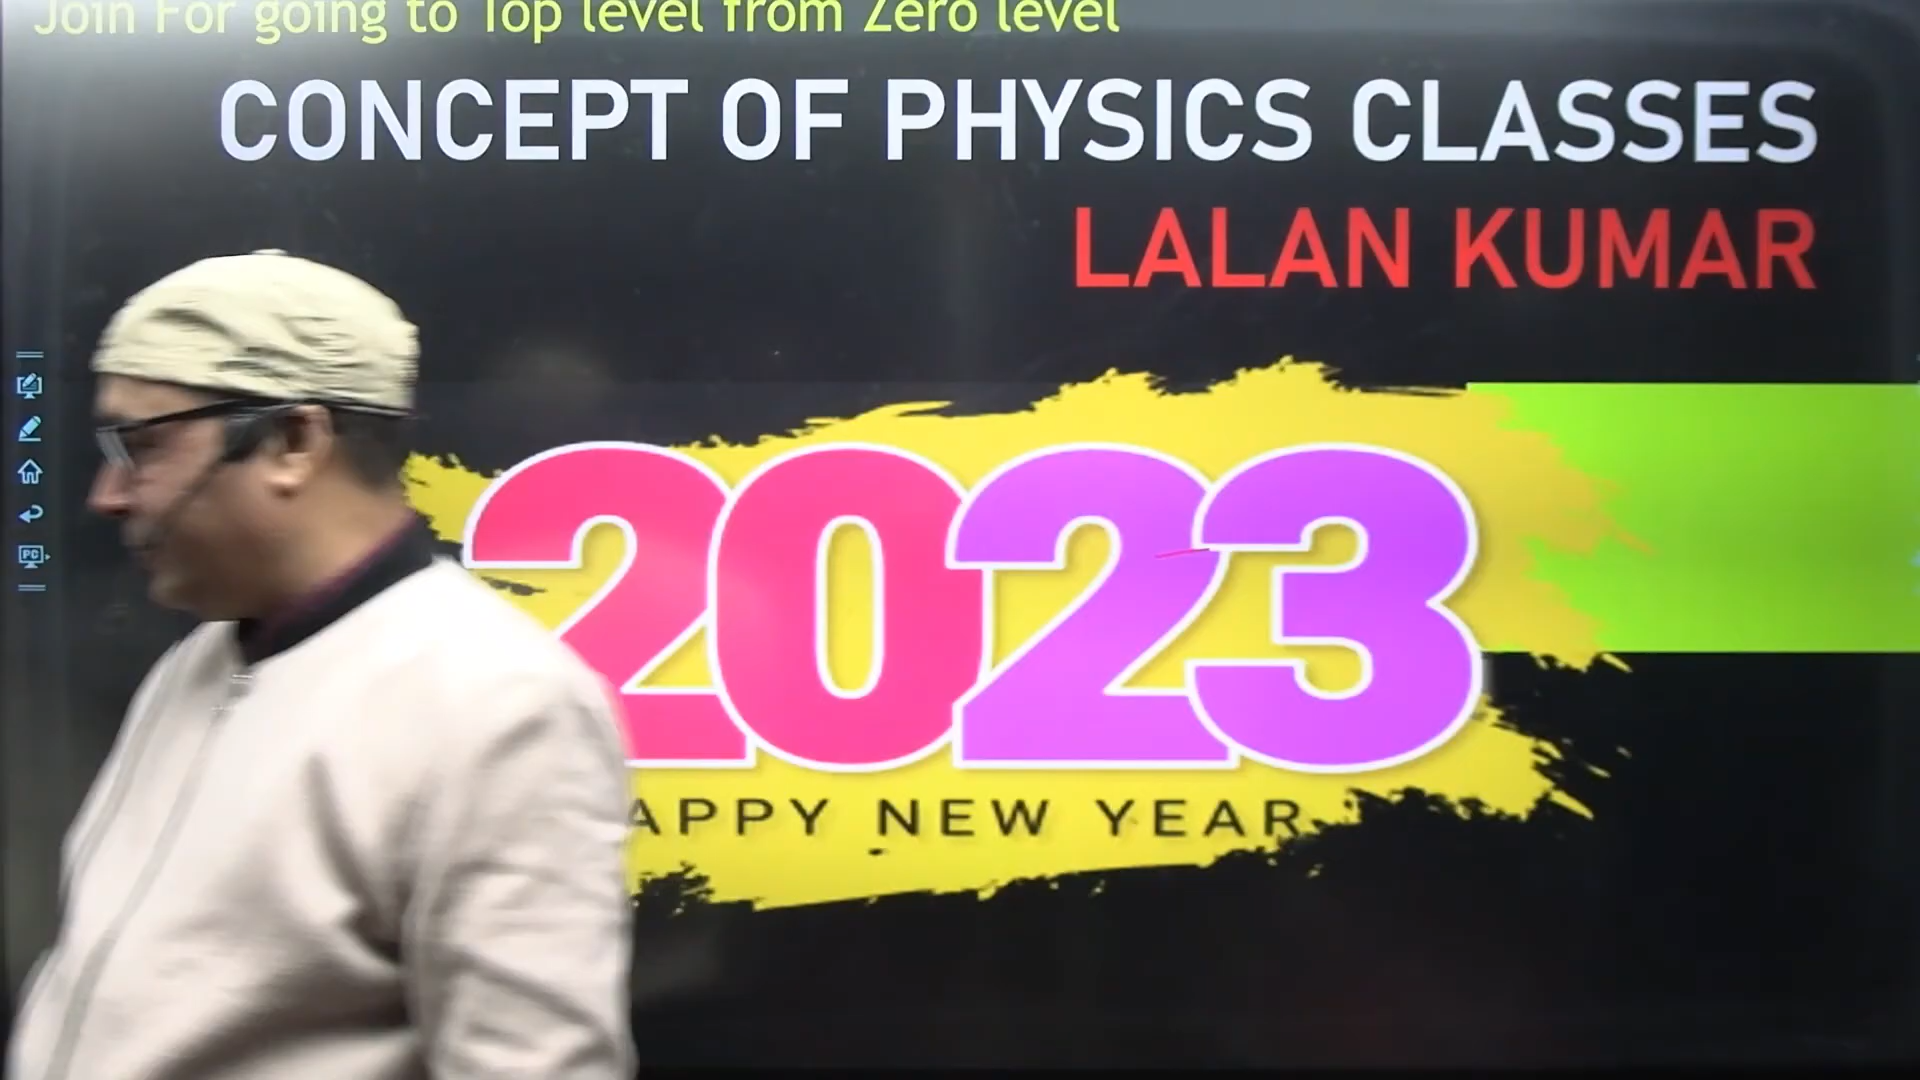 Join For going to Top level from Zero level
CONCEPT OF PHYSICS CLASSES
LALAN KUMAR
2023
APPY NEW YEAR
PC